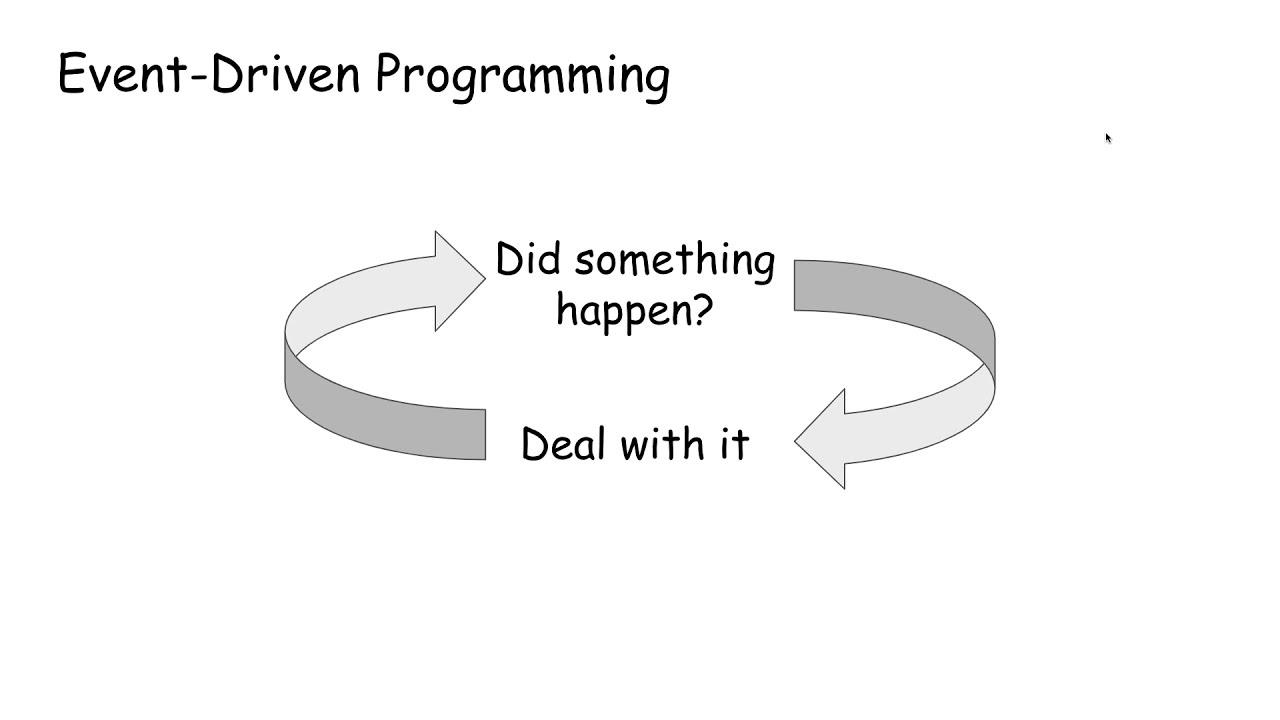 Event-Driven Programming
Did something
happen?
Deal with it